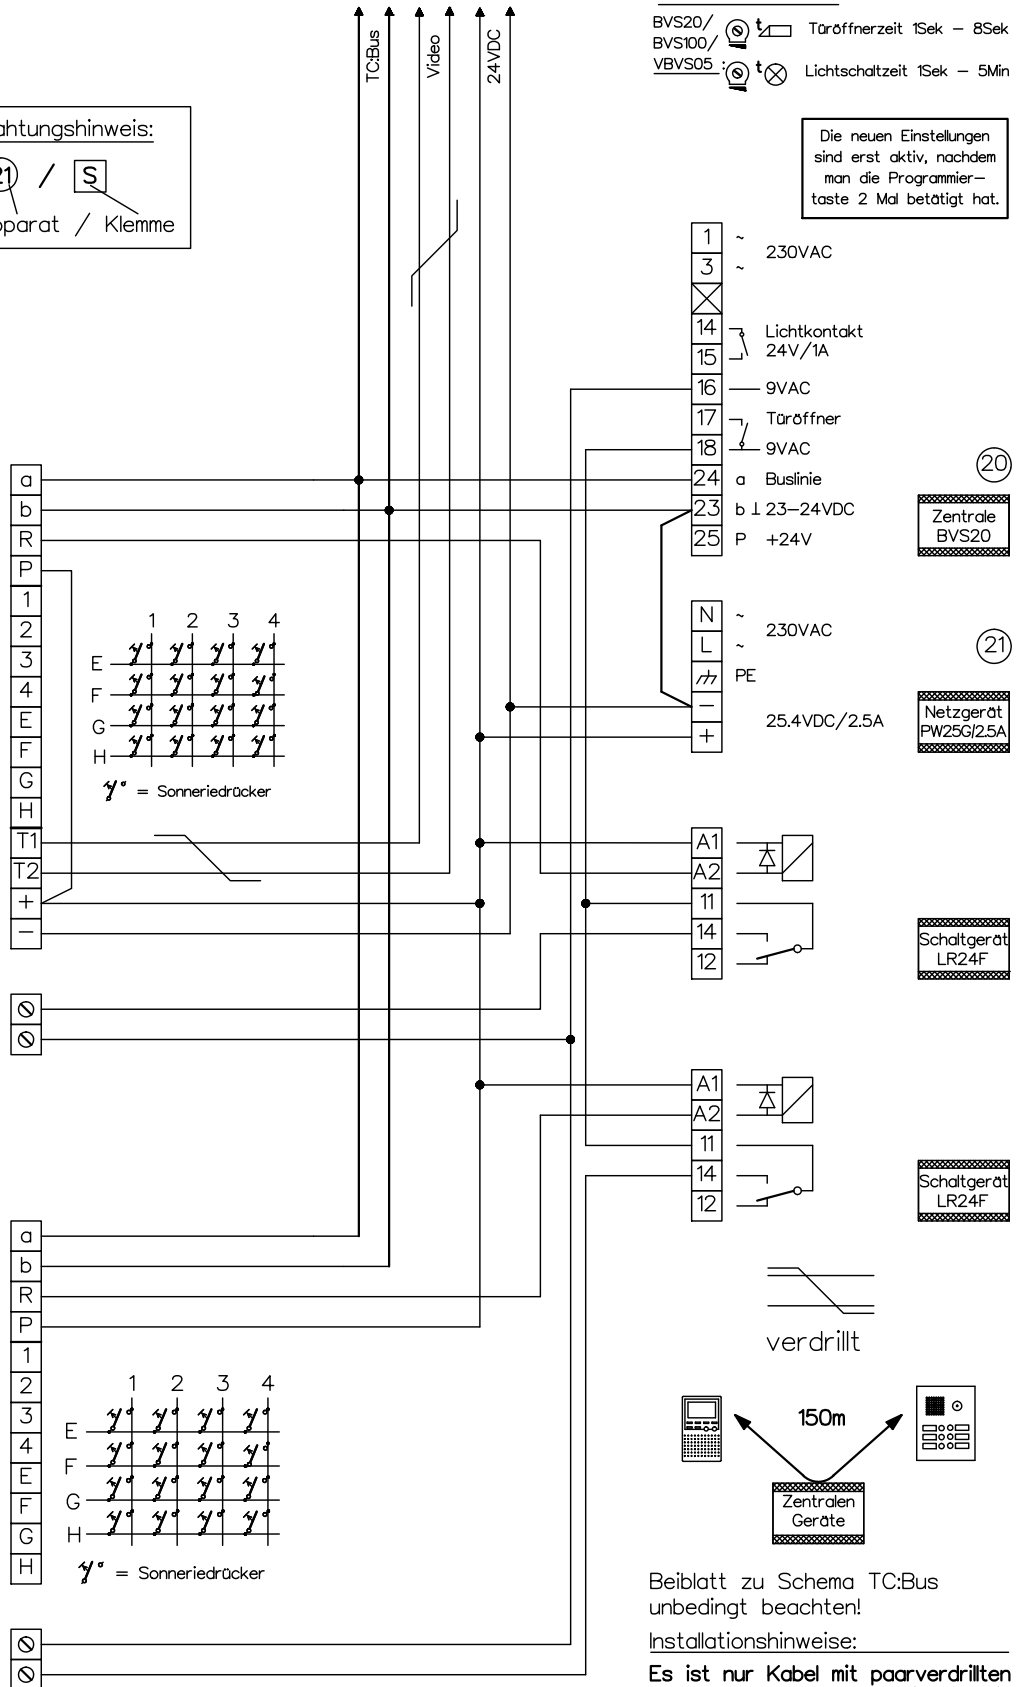 TC:Bus
Video
24VDC
BVS20/
BVS100/
VBVS05 :
t
Türöffnerzeit 1Sek – 8Sek
t
Lichtschaltzeit 1Sek – 5Min
ahtungshinweis:
21 / S
pparat / Klemme
Die neuen Einstellungen
sind erst aktiv, nachdem
man die Programmier–
taste 2 Mal betätigt hat.
1 ~
230VAC
3 ~
14 Lichtkontakt
15 24V/1A
16 9VAC
17 Türöffner
18 9VAC
24 a Buslinie
23 b ⊥ 23–24VDC
25 P +24V
20
Zentrale
BVS20
N ~
230VAC
L ~
PE
–
25.4VDC/2.5A
+
21
Netzgerät
PW25G/2.5A
a
b
R
P
1
2
3
4
E
F
G
H
T1
T2
+
–
1 2 3 4
E
F
G
H
= Sonneriedrücker
A1
A2
11
14
12
Schaltgerät
LR24F
A1
A2
11
14
12
Schaltgerät
LR24F
a
b
R
P
1
2
3
4
E
F
G
H
1 2 3 4
E
F
G
H
= Sonneriedrücker
verdrillt
150m
Zentralen
Geräte
Beiblatt zu Schema TC:Bus
unbedingt beachten!
Installationshinweise:
Es ist nur Kabel mit paarverdrillten